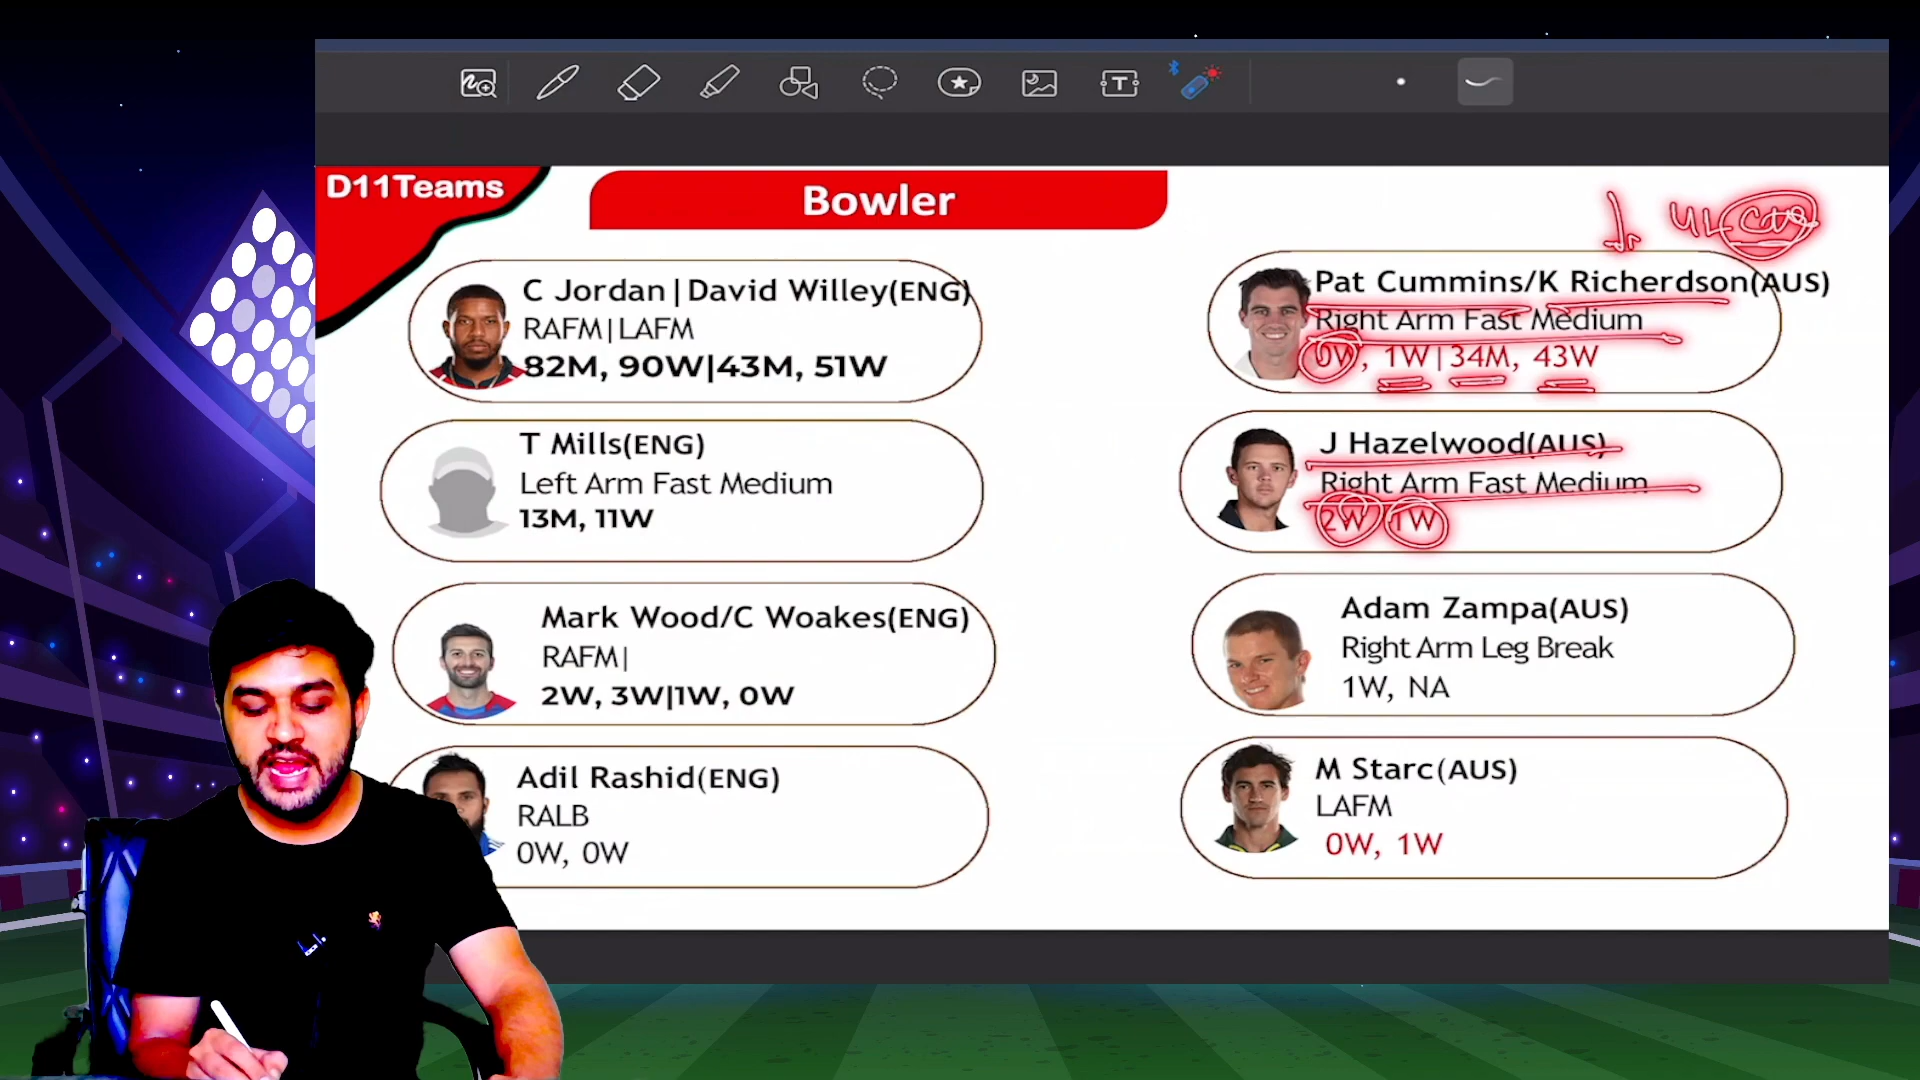 D11Teams
Bowler
C Jordan|David Willey(ENG)
RAFM|LAFM
82M, 90W|43M, 51W
T Mills(ENG)
Left Arm Fast Medium
13M, 11W
Mark Wood/C Woakes(ENG)
RAFM|
2W, 3W|1W, 0W
Adil Rashid(ENG)
RALB
0W, 0W
Pat Cummins/K Richerdson(AUS)
Right Arm Fast Medium
0W, 1W|34M, 43W
J Hazelwood(AUS)
Right Arm Fast Medium
2W, 1W
Adam Zampa(AUS)
Right Arm Leg Break
1W, NA
M Starc(AUS)
LAFM
0W, 1W